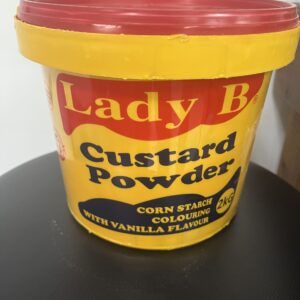 Lady B
Custard
Powder
CORN STARCH
COLOURING
WITH VANILLA FLAVOUR
2KG